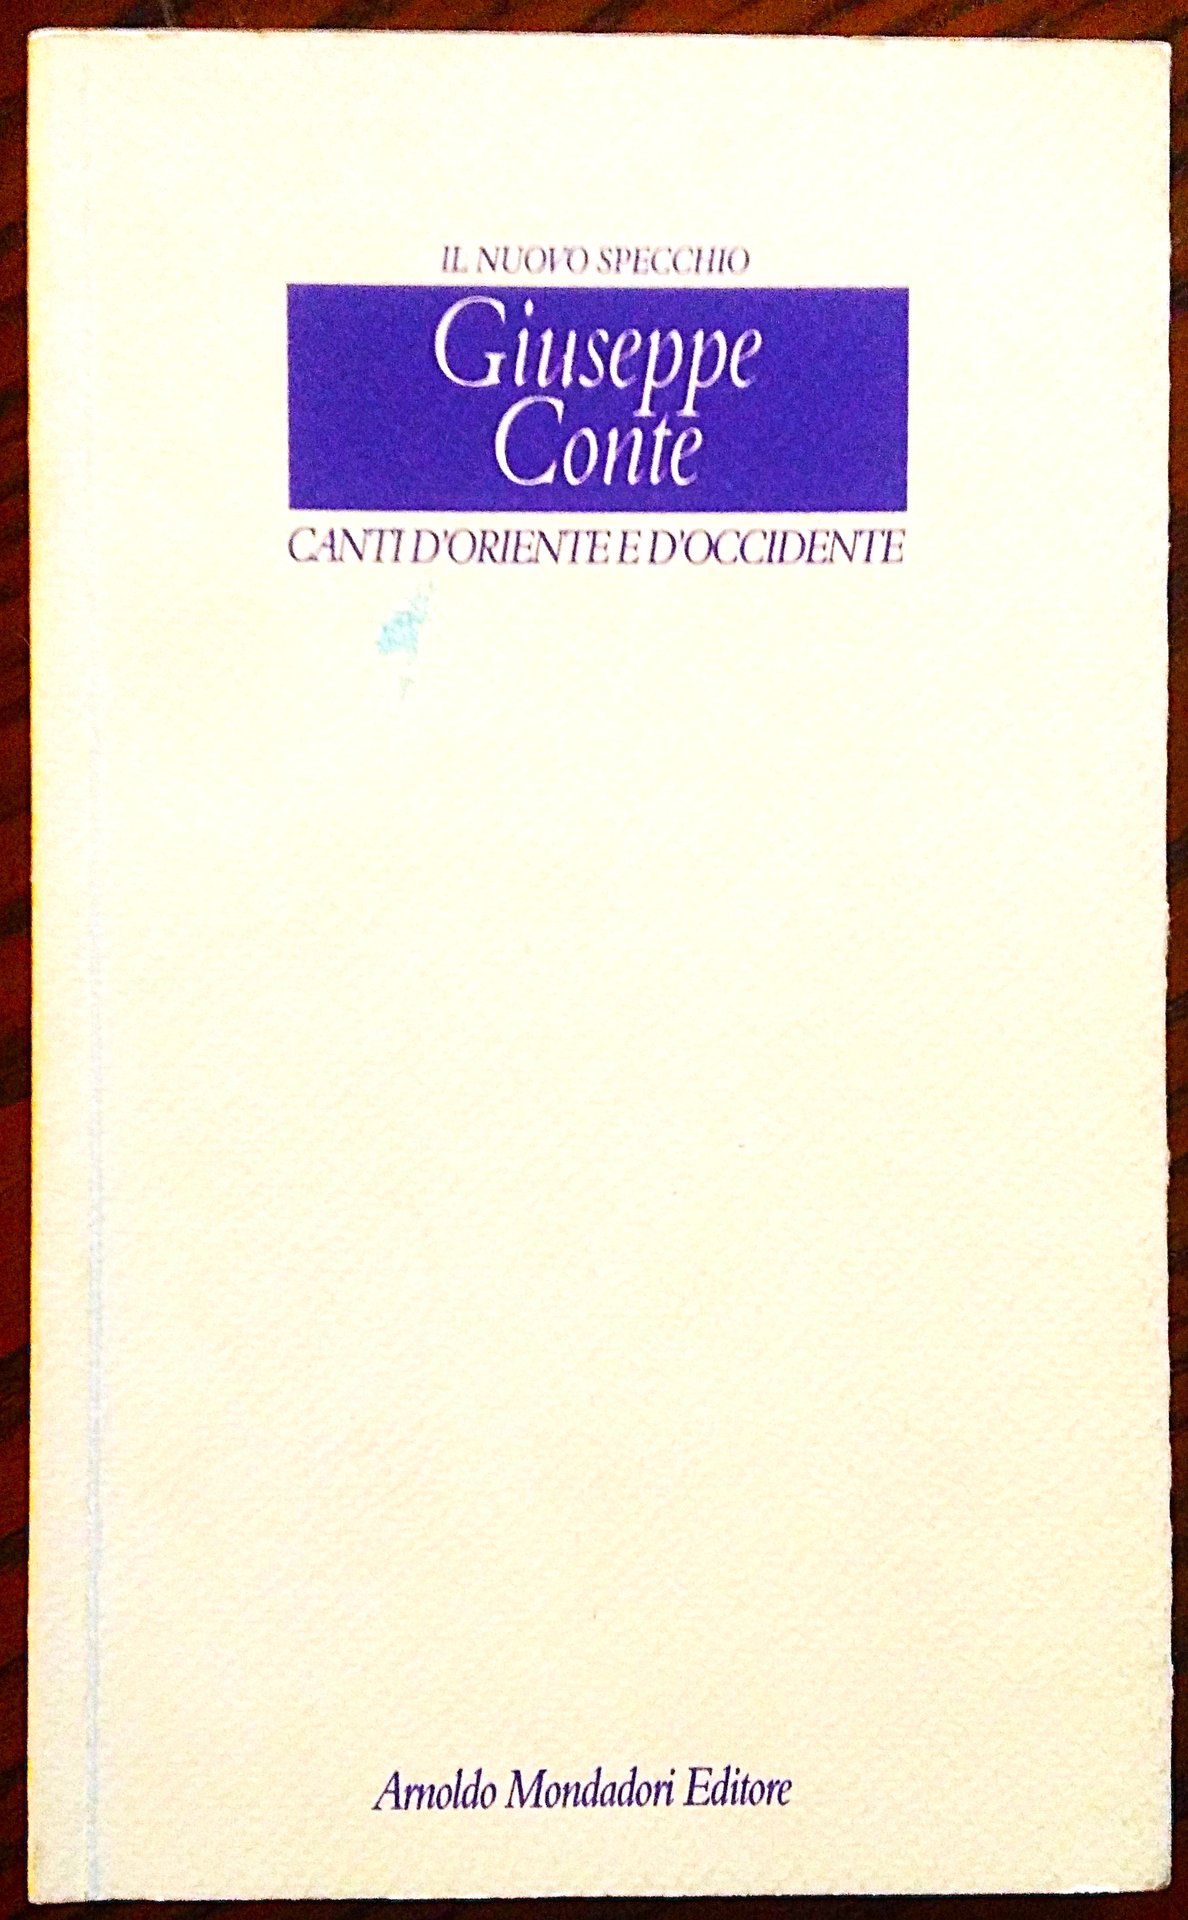 IL NUOVO SPECCHIO
Giuseppe
Conte
CANTI D'ORIENTE E D'OCCIDENTE
Arnoldo Mondadori Editore